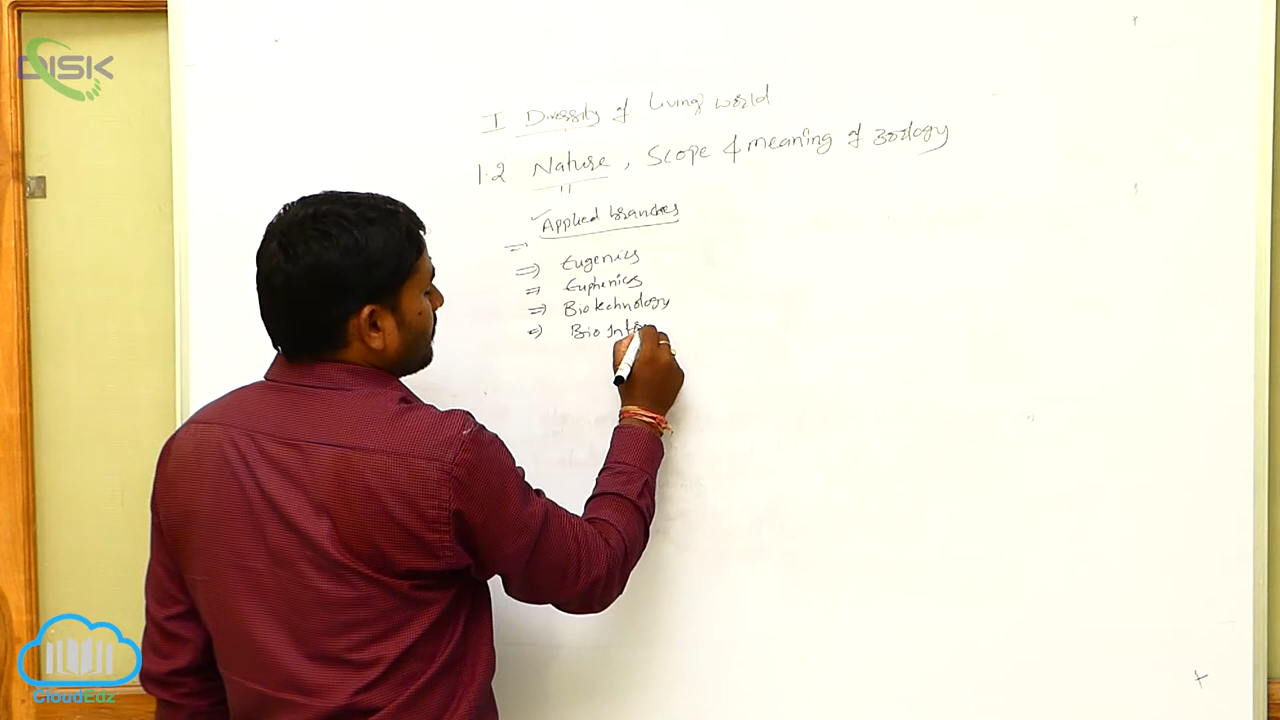 DISK
I Diversity of Living world
1.2 Nature, Scope & meaning of zoology
Applied branches
⇒ Eugenics
⇒ Euphenics
⇒ Biotechnology
⇒ Bio Inf
CloudEdz